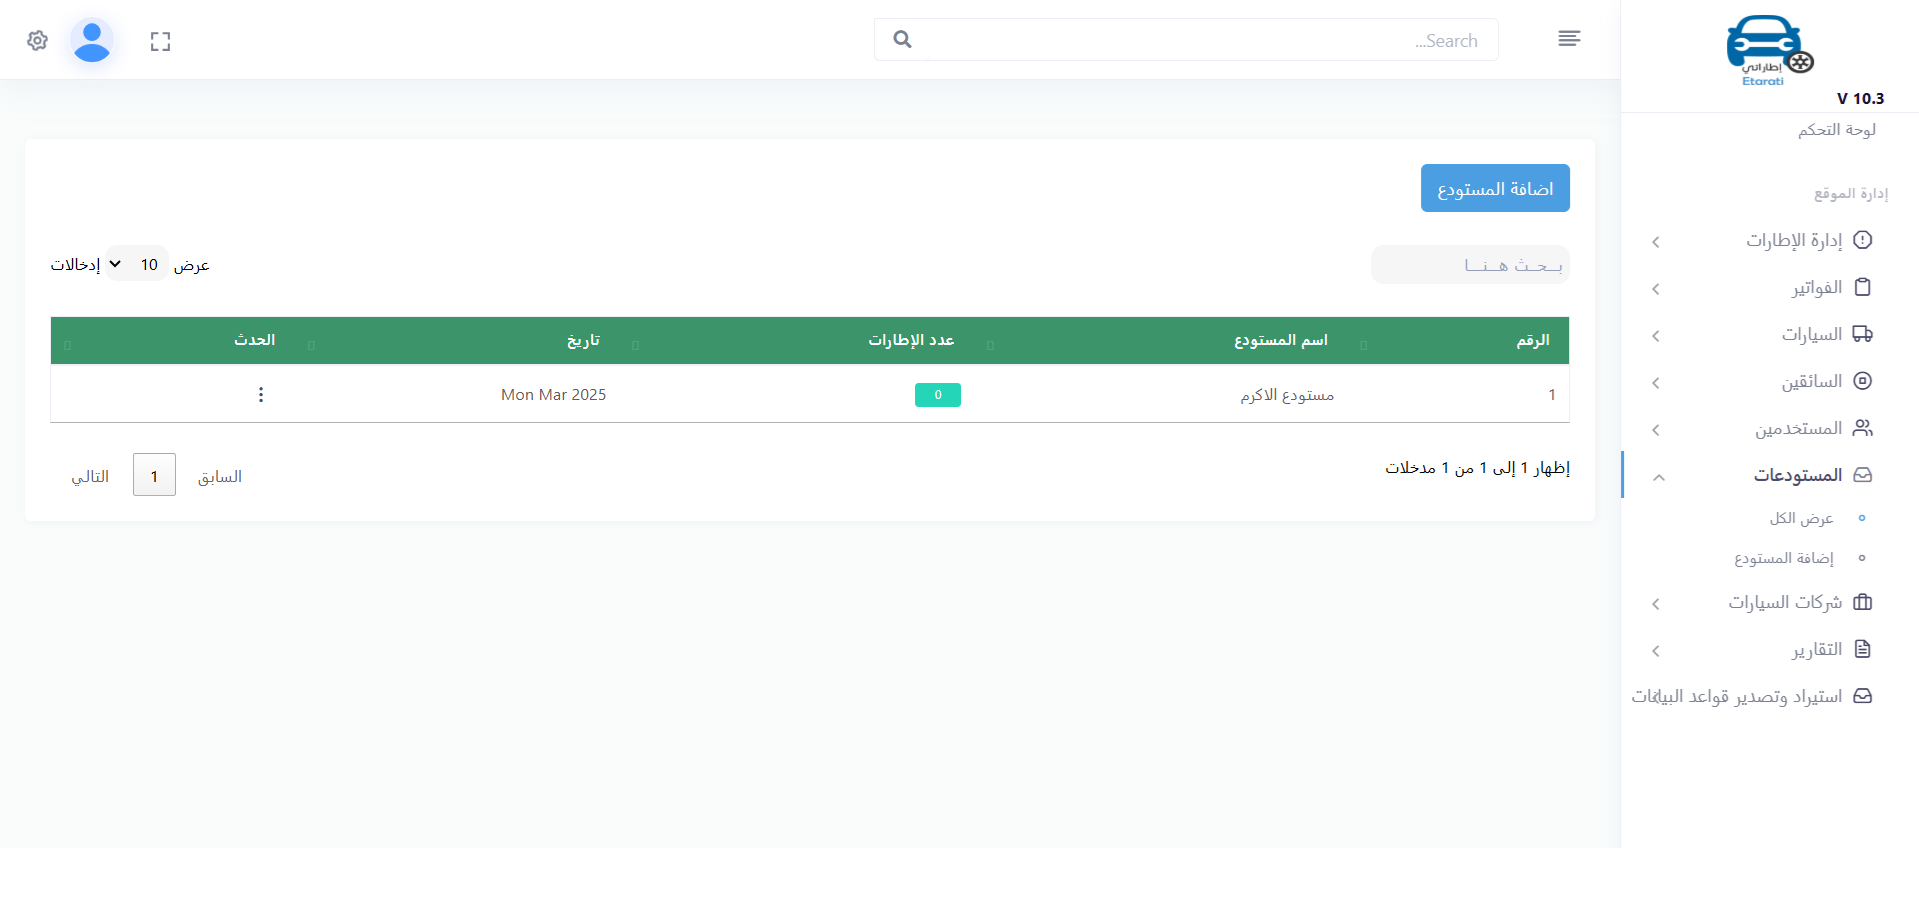 إطاراتي
Etarati
V 10.3
Search...
لوحة التحكم
إدارة الموقع
إدارة الإطارات
الفواتير
السيارات
السائقين
المستخدمين
المستودعات
عرض الكل
إضافة المستودع
شركات السيارات
التقارير
استيراد وتصدير قواعد البيانات
اضافة المستودع
بـــحــث هـــنـــا
عرض 10 إدخالات
الرقم اسم المستودع عدد الإطارات تاريخ الحدث
1 مستودع الاكرم 0 Mon Mar 2025
إظهار 1 إلى 1 من 1 مدخلات
السابق 1 التالي